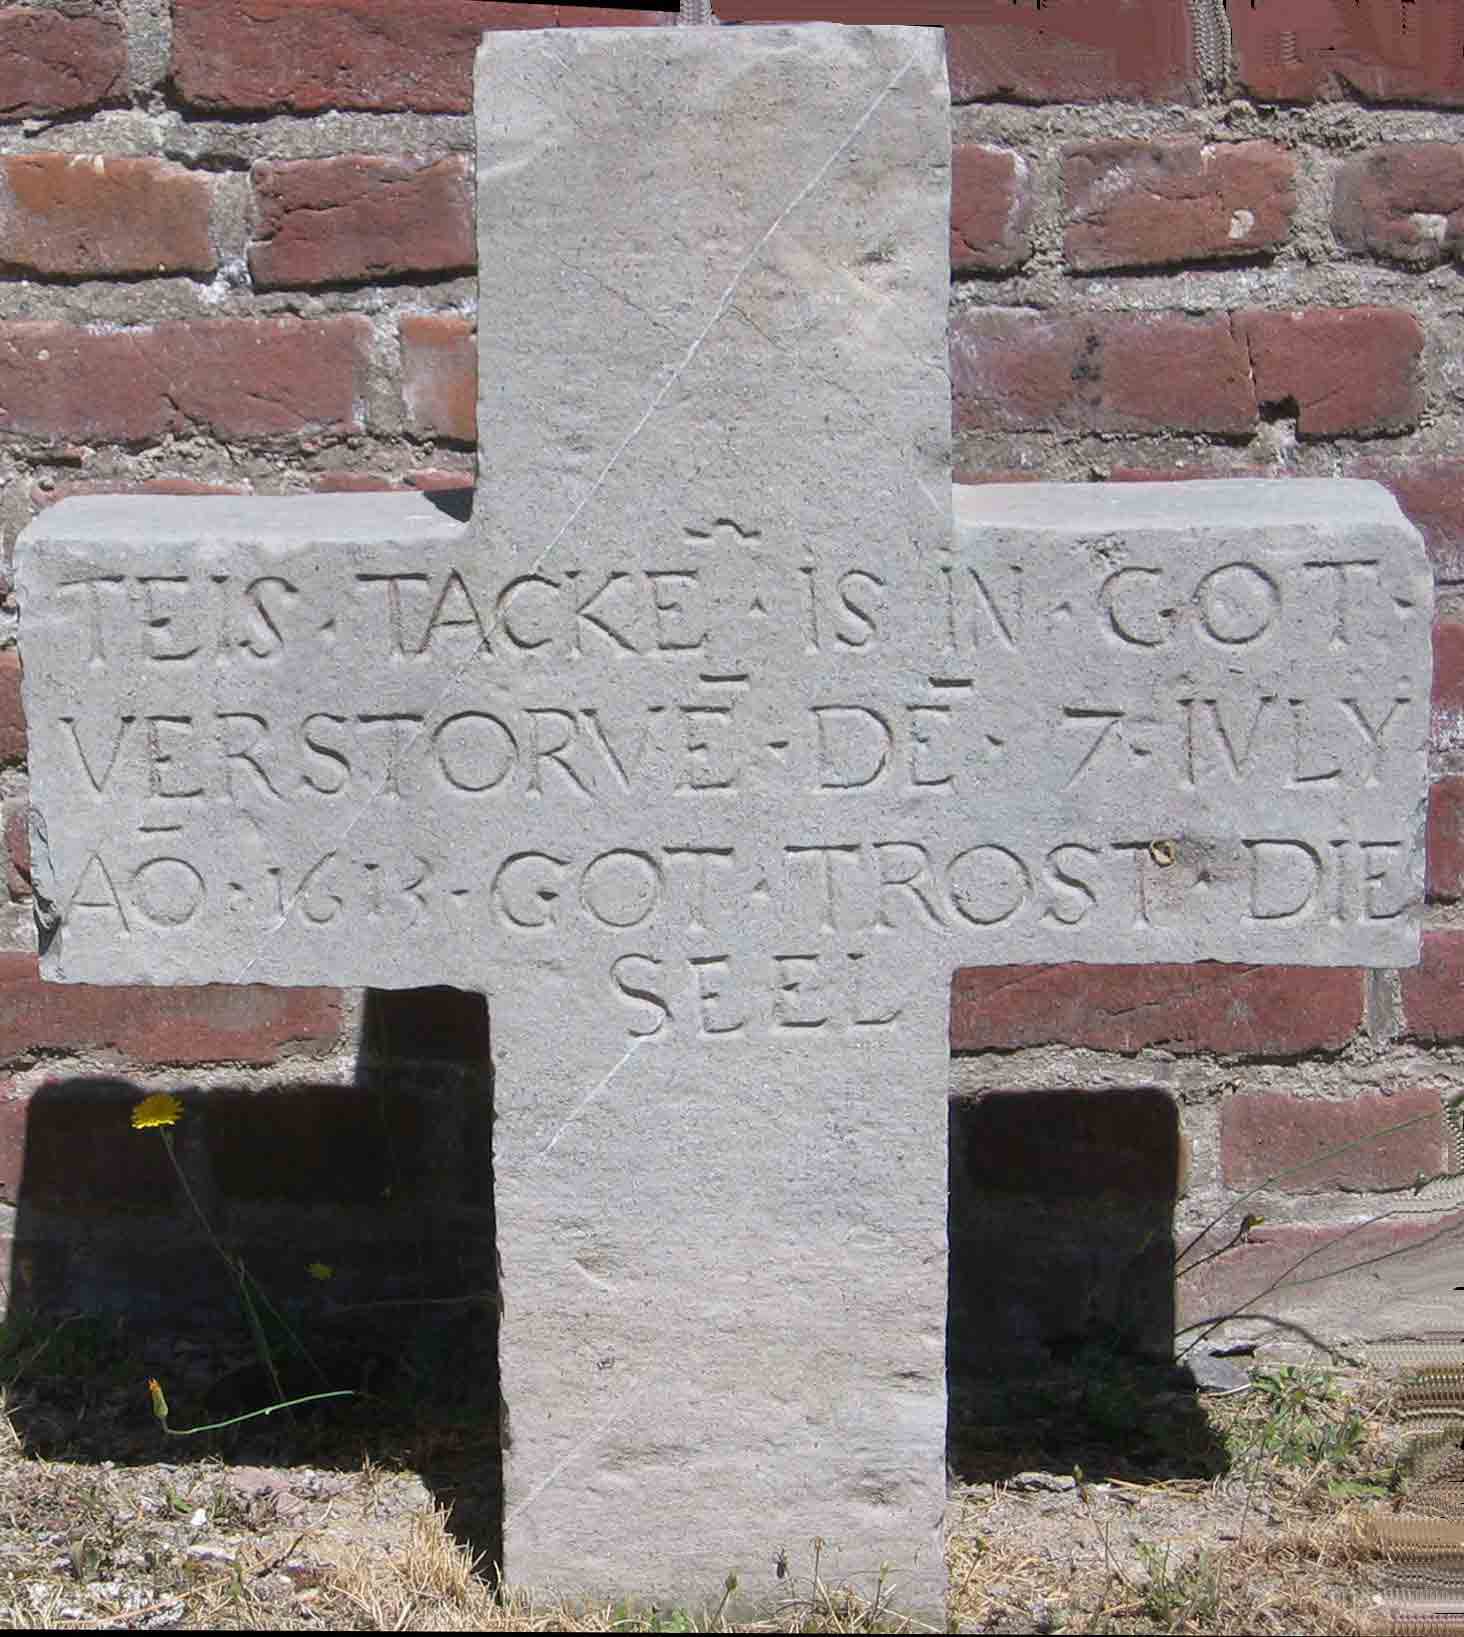 TEIS · TACKE᷉ · IS IN · GOT ·
VERSTORVĒ · DĒ · 7 · IVLY
AŌ · 1613 · GOT · TROST · DIE
SEEL